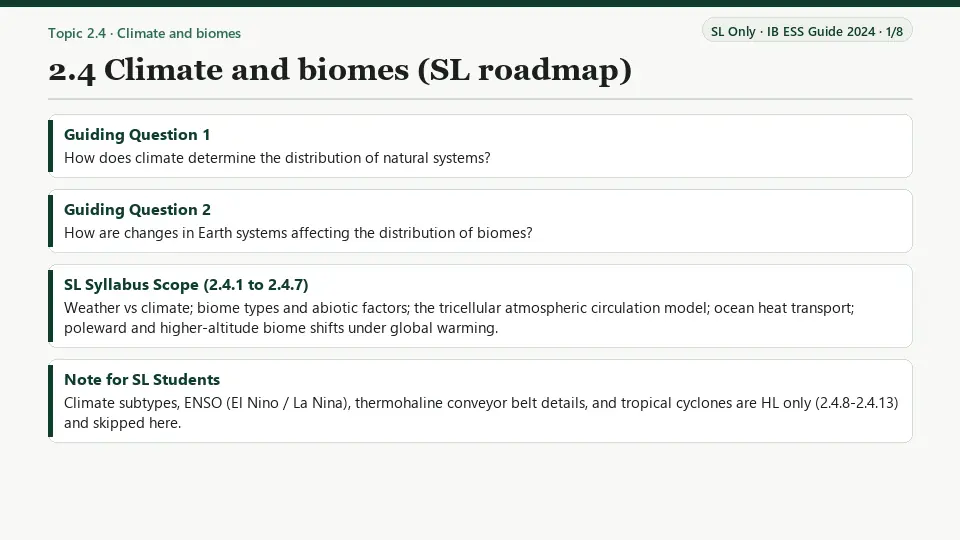 Topic 2.4 · Climate and biomes
SL Only · IB ESS Guide 2024 · 1/8
2.4 Climate and biomes (SL roadmap)
Guiding Question 1
How does climate determine the distribution of natural systems?
Guiding Question 2
How are changes in Earth systems affecting the distribution of biomes?
SL Syllabus Scope (2.4.1 to 2.4.7)
Weather vs climate; biome types and abiotic factors; the tricellular atmospheric circulation model; ocean heat transport;
poleward and higher-altitude biome shifts under global warming.
Note for SL Students
Climate subtypes, ENSO (El Nino / La Nina), thermohaline conveyor belt details, and tropical cyclones are HL only (2.4.8-2.4.13)
and skipped here.